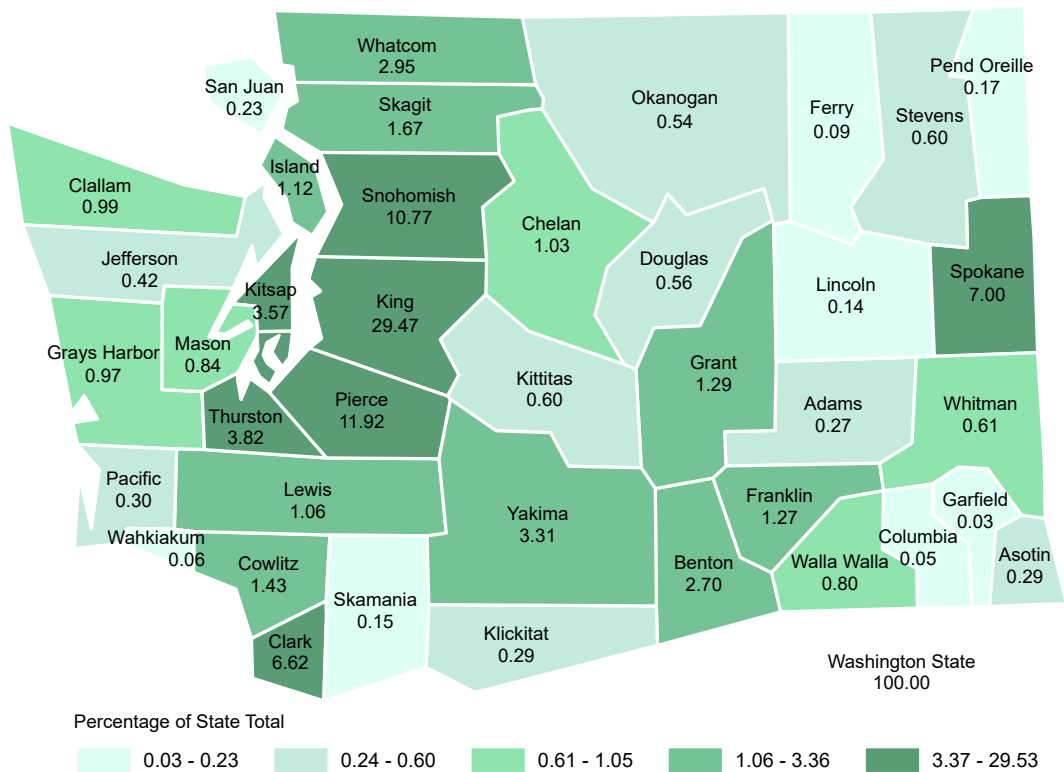 Whatcom
2.95
San Juan
0.23
Skagit
1.67
Okanogan
0.54
Ferry
0.09
Stevens
0.60
Pend Oreille
0.17
Island
1.12
Clallam
0.99
Snohomish
10.77
Chelan
1.03
Jefferson
0.42
Douglas
0.56
Kitsap
3.57
King
29.47
Lincoln
0.14
Spokane
7.00
Grays Harbor
0.97
Mason
0.84
Kittitas
0.60
Grant
1.29
Adams
0.27
Whitman
0.61
Thurston
3.82
Pierce
11.92
Pacific
0.30
Lewis
1.06
Yakima
3.31
Franklin
1.27
Garfield
0.03
Wahkiakum
0.06
Cowlitz
1.43
Benton
2.70
Walla Walla
0.80
Columbia
0.05
Asotin
0.29
Skamania
0.15
Klickitat
0.29
Clark
6.62
Washington State
100.00
Percentage of State Total
0.03 - 0.23
0.24 - 0.60
0.61 - 1.05
1.06 - 3.36
3.37 - 29.53